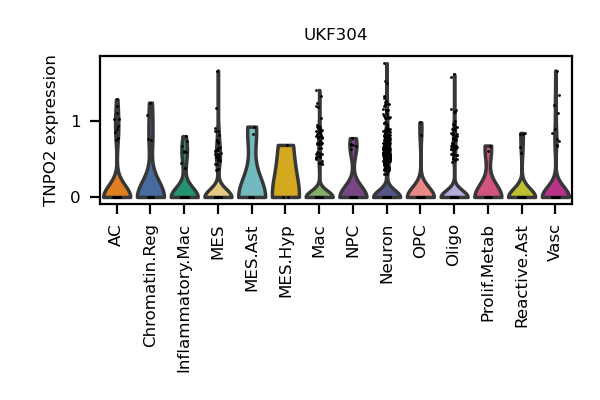 UKF304
TNPO2 expression
1
0
AC
Chromatin.Reg
Inflammatory.Mac
MES
MES.Ast
MES.Hyp
Mac
NPC
Neuron
OPC
Oligo
Prolif.Metab
Reactive.Ast
Vasc